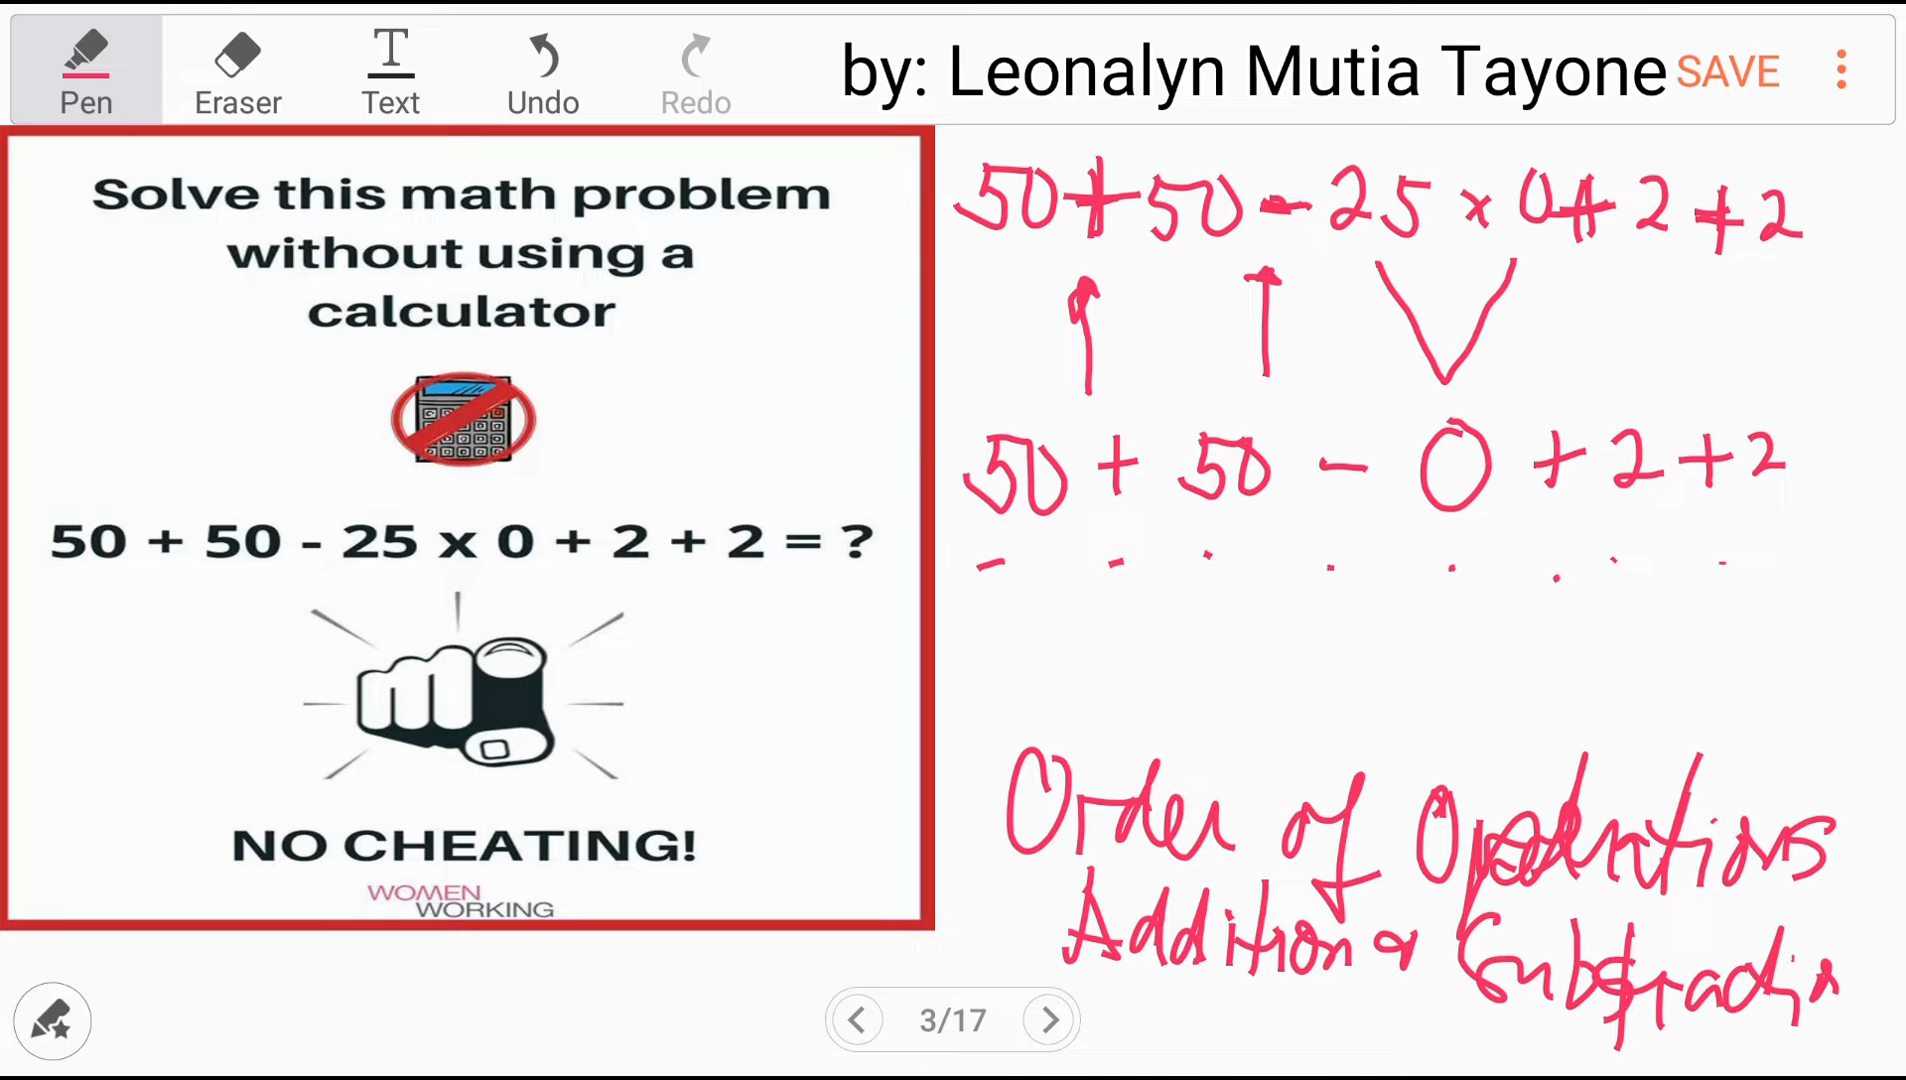 Pen
Eraser
Text
Undo
Redo
by: Leonalyn Mutia Tayone
SAVE
Solve this math problem
without using a
calculator
50 + 50 - 25 x 0 + 2 + 2 = ?
NO CHEATING!
WOMEN
WORKING
50 + 50 - 25 x 0 + 2 + 2
50 + 50 - 0 + 2 + 2
Order of Operations
Addition & Subtraction
3/17